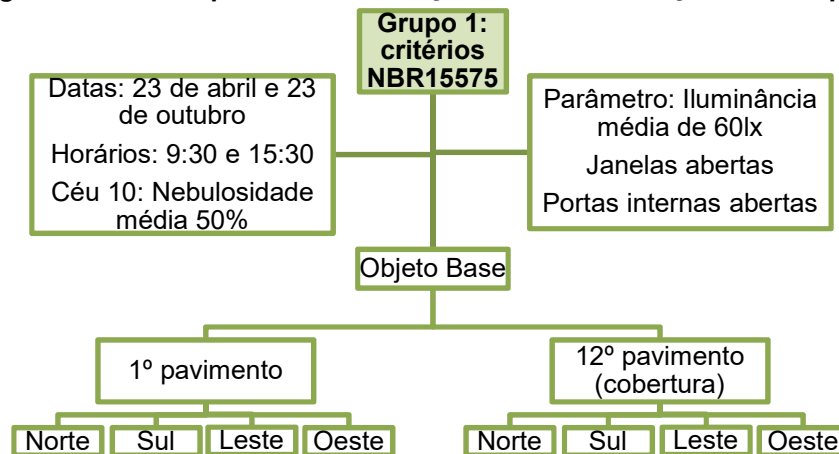 Grupo 1:
critérios
NBR15575
Datas: 23 de abril e 23
de outubro
Horários: 9:30 e 15:30
Céu 10: Nebulosidade
média 50%
Parâmetro: Iluminância
média de 60lx
Janelas abertas
Portas internas abertas
Objeto Base
1º pavimento
12º pavimento
(cobertura)
Norte
Sul
Leste
Oeste
Norte
Sul
Leste
Oeste